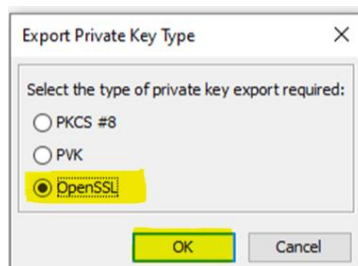 Export Private Key Type
Select the type of private key export required:
PKCS #8
PVK
OpenSSL
OK
Cancel